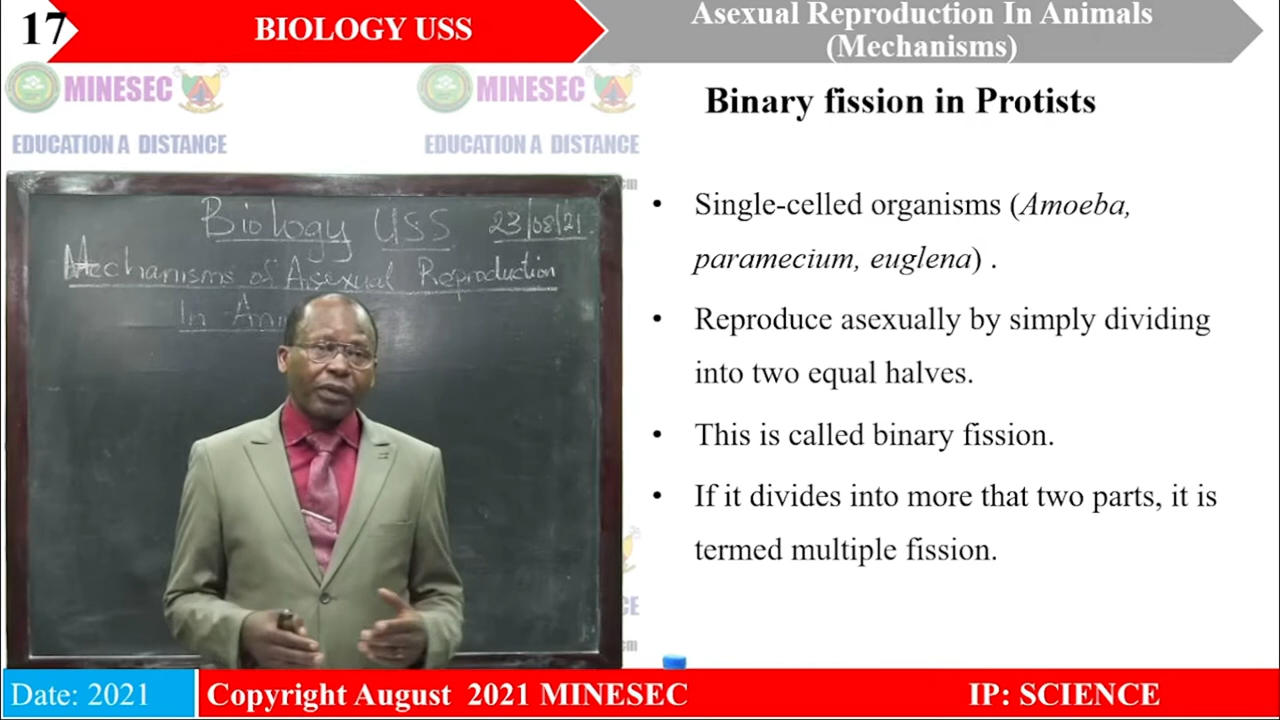 17
BIOLOGY USS
Asexual Reproduction In Animals
(Mechanisms)
MINESEC
MINESEC
EDUCATION A DISTANCE
EDUCATION A DISTANCE
Biology USS 23/08/21
Mechanisms of Asexual Reproduction
In
Binary fission in Protists
• Single-celled organisms (Amoeba,
paramecium, euglena) .
• Reproduce asexually by simply dividing
into two equal halves.
• This is called binary fission.
• If it divides into more that two parts, it is
termed multiple fission.
Date: 2021
Copyright August 2021 MINESEC
IP: SCIENCE